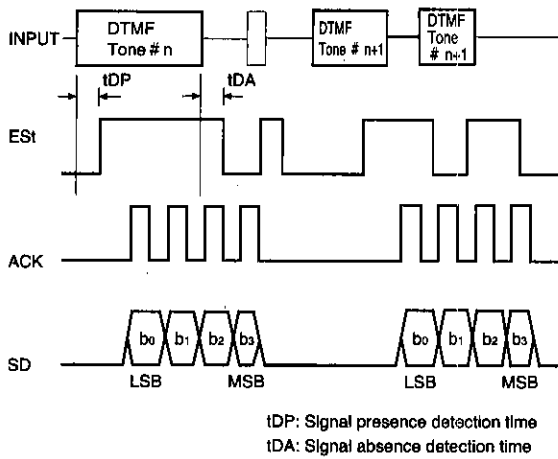 INPUT
DTMF
Tone # n
DTMF
Tone # n+1
DTMF
Tone
# n+1
tDP
tDA
ESt
ACK
SD
b0
b1
b2
b3
b0
b1
b2
b3
LSB
MSB
LSB
MSB
tDP: Signal presence detection time
tDA: Signal absence detection time